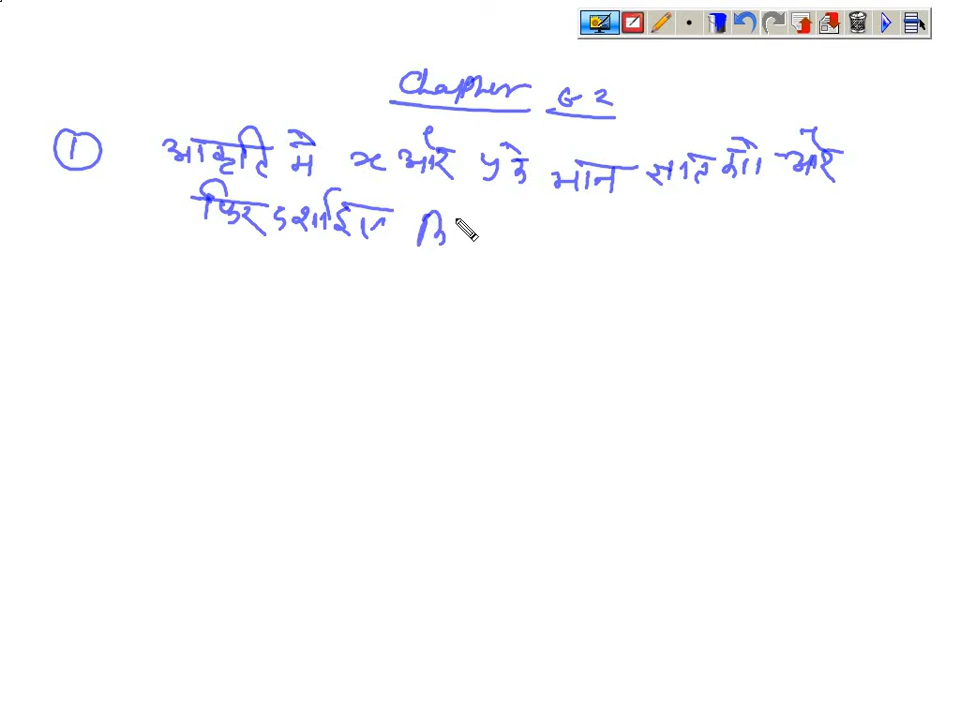 Chapter 6.2
① आकृति में x और y के मान ज्ञात करो और
फिर दर्शाइए कि